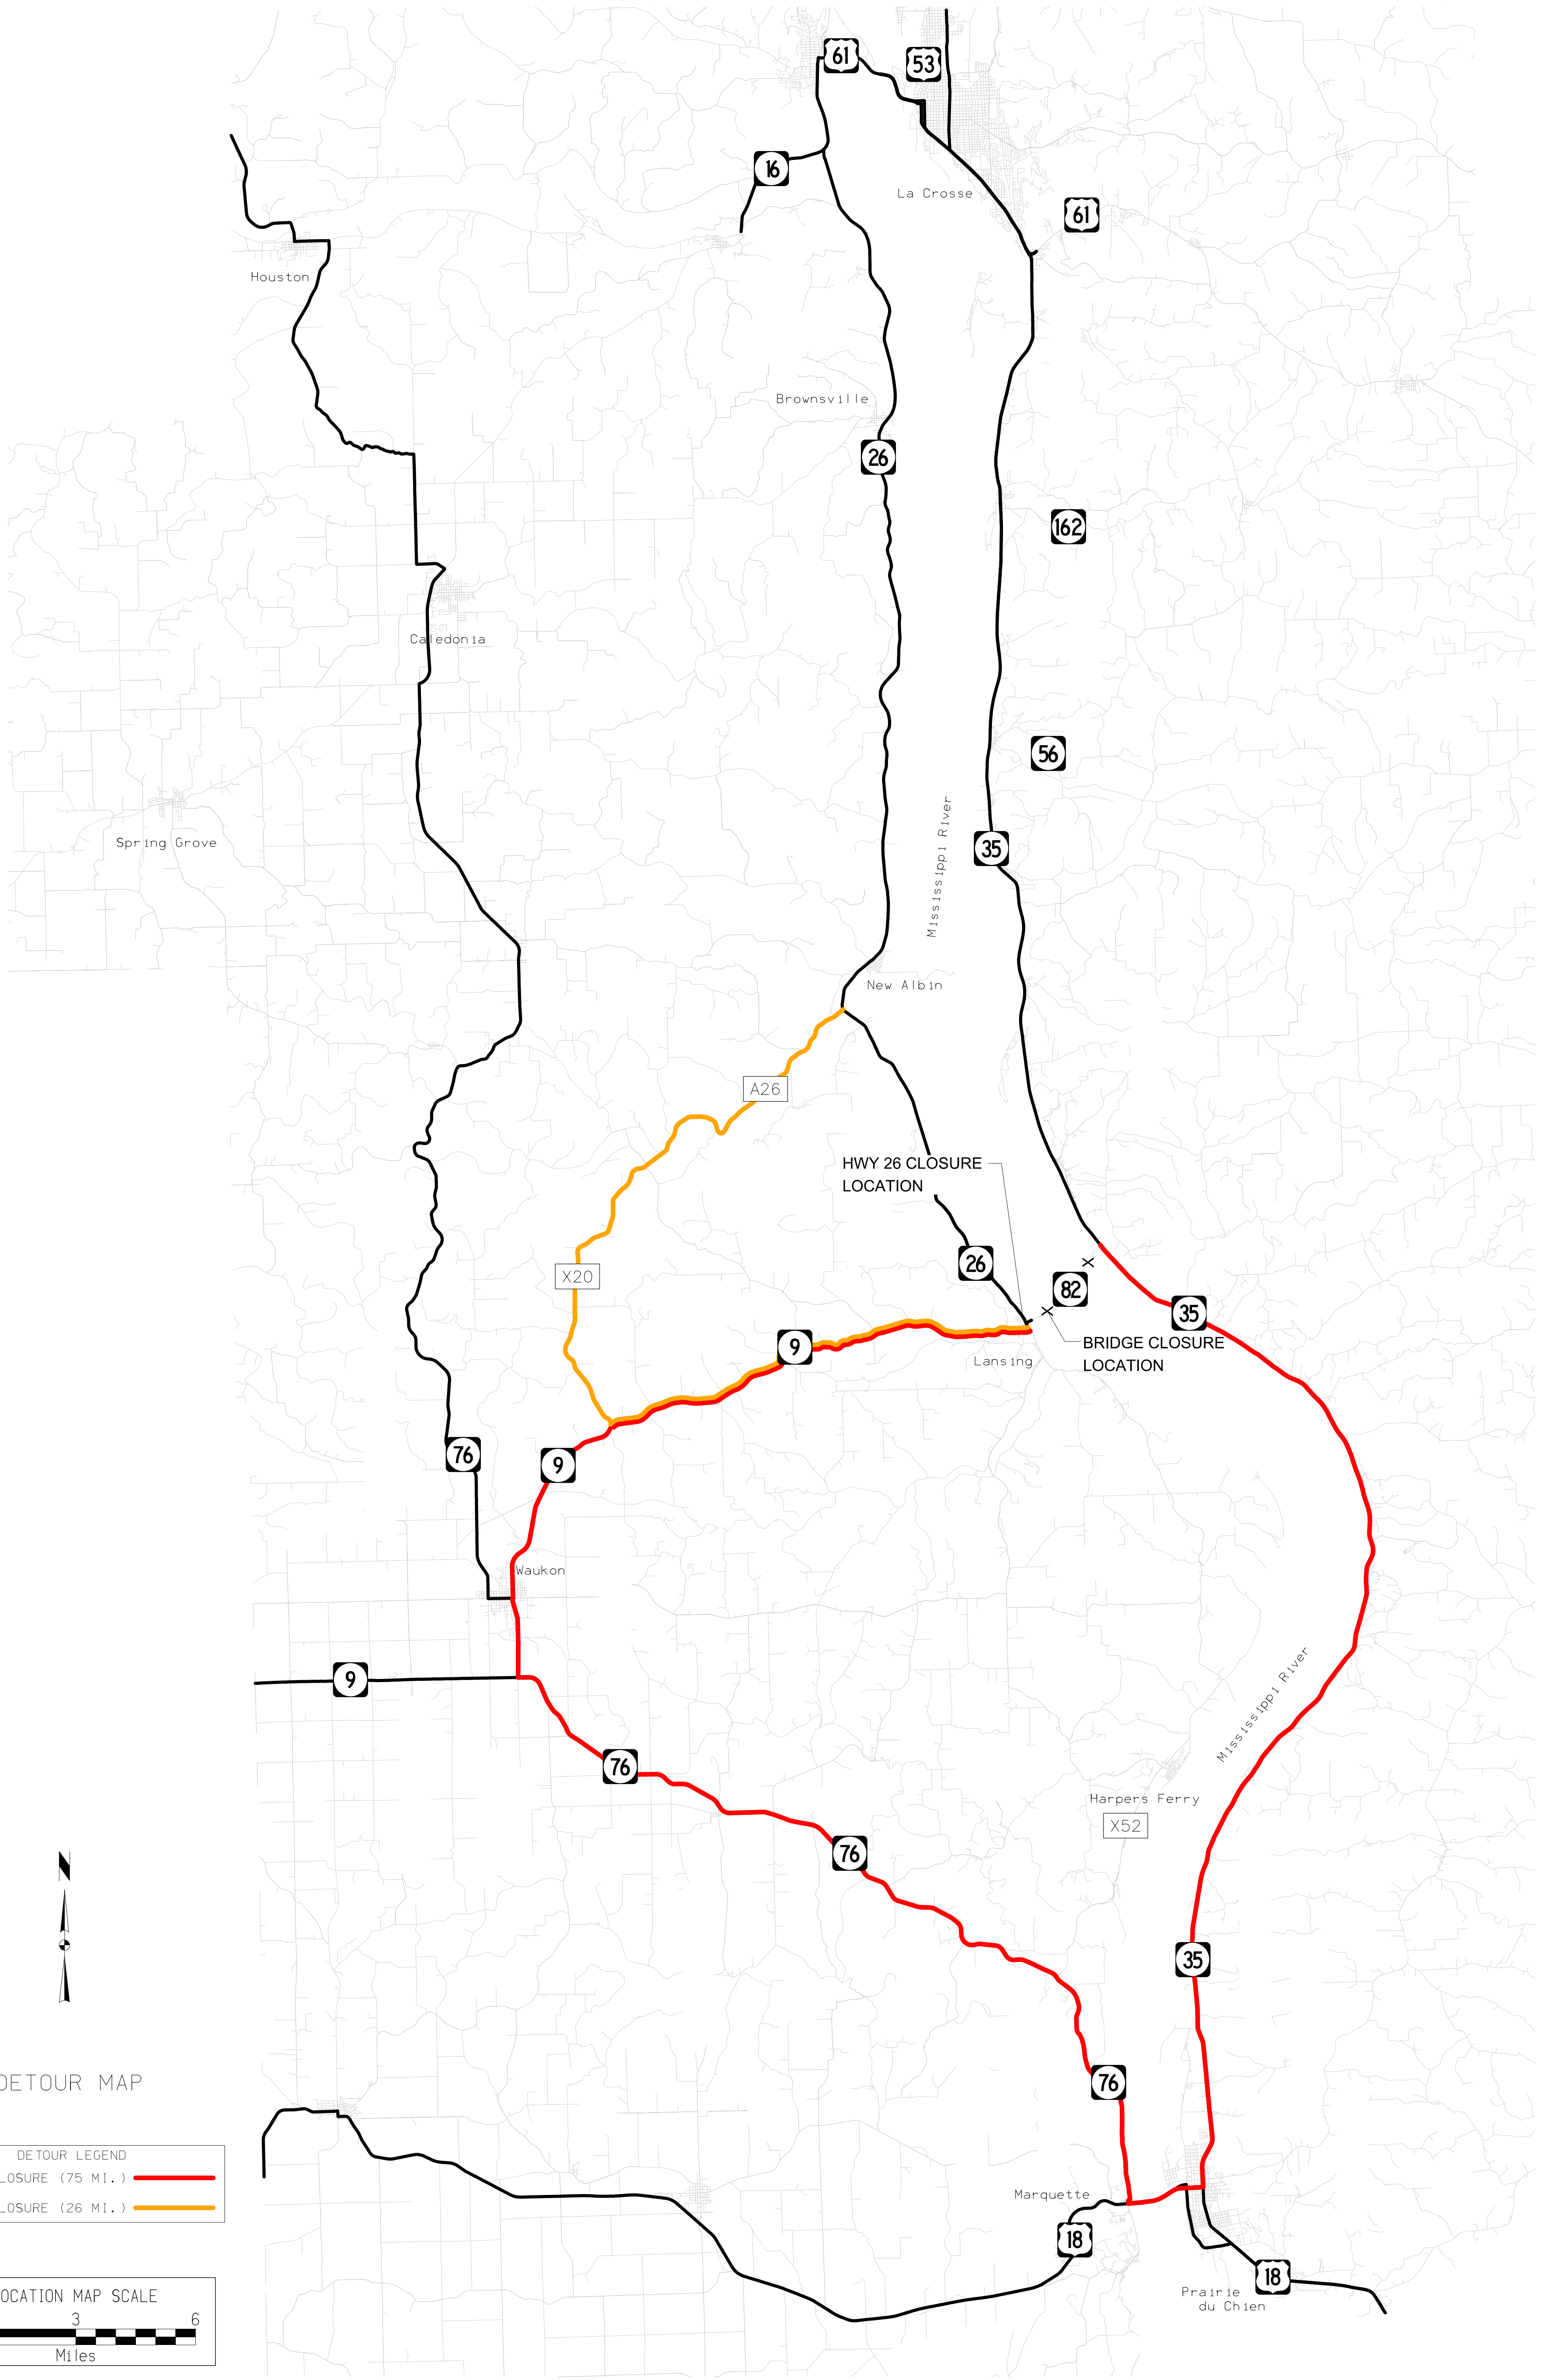 61
53
16
La Crosse
61
Houston
Brownsville
26
162
Caledonia
56
Mississippi River
Spring Grove
35
New Albin
A26
HWY 26 CLOSURE
LOCATION
26
X20
82
35
9
BRIDGE CLOSURE
LOCATION
Lansing
76
9
Waukon
9
Mississippi River
76
Harpers Ferry
X52
76
N
35
DETOUR MAP
76
DETOUR LEGEND
LOSURE (75 MI.)
LOSURE (26 MI.)
Marquette
18
18
Prairie
du Chien
OCATION MAP SCALE
3 6
Miles